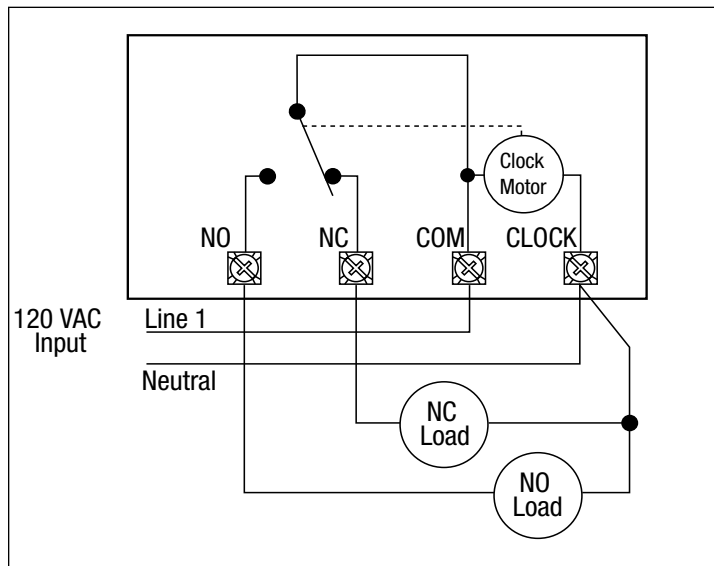 Clock
Motor
NO
NC
COM
CLOCK
120 VAC
Input
Line 1
Neutral
NC
Load
NO
Load